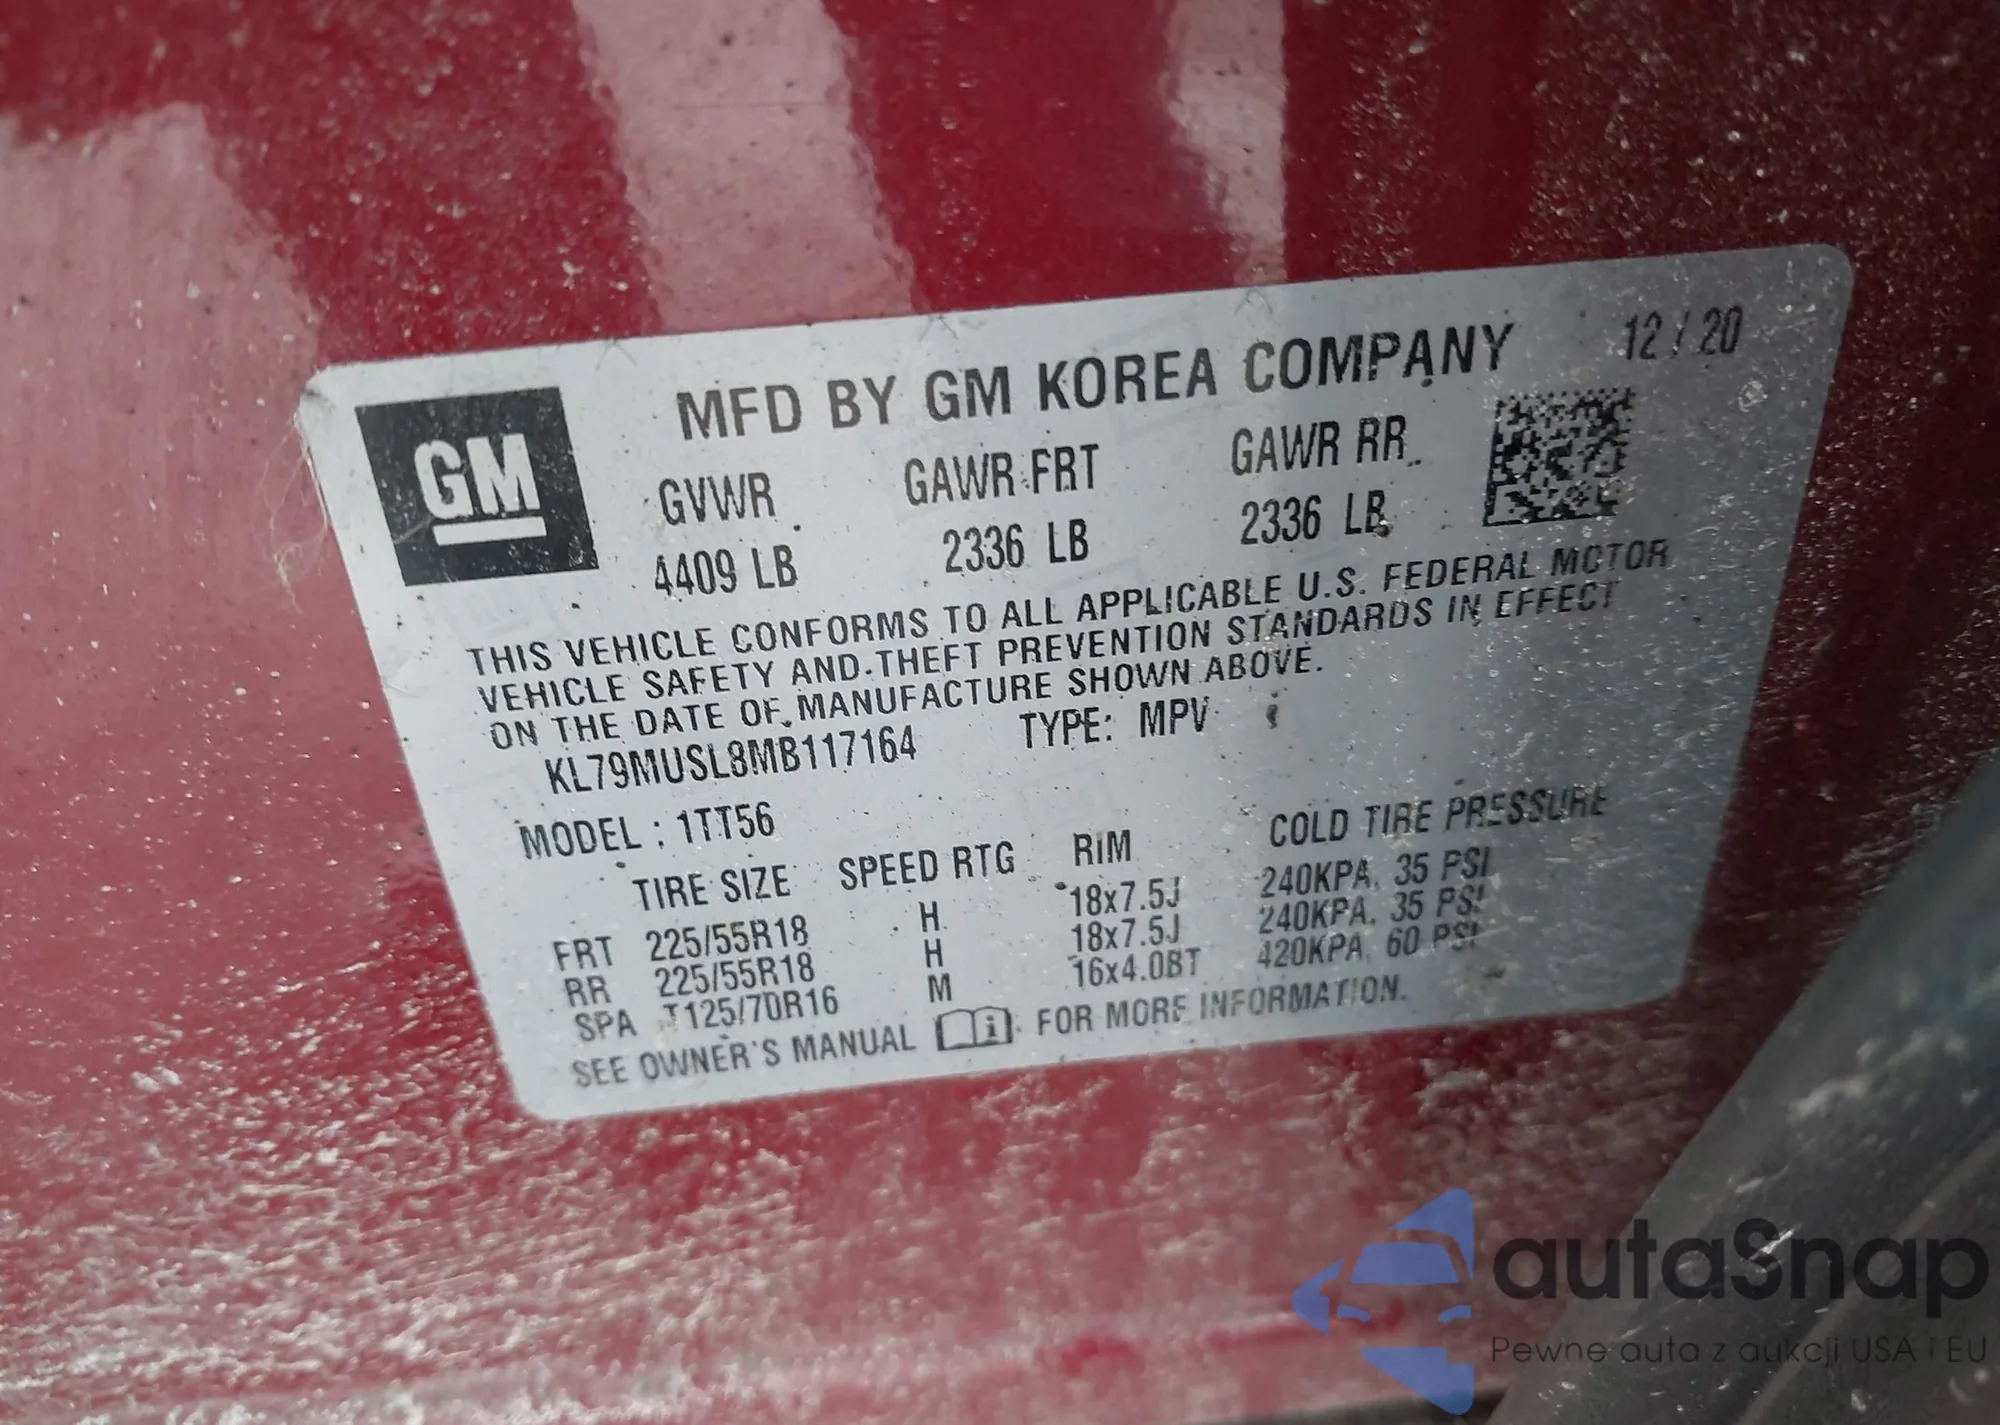 MFD BY GM KOREA COMPANY 12 / 20
GM
GVWR GAWR FRT GAWR RR
4409 LB 2336 LB 2336 LB
THIS VEHICLE CONFORMS TO ALL APPLICABLE U.S. FEDERAL MOTOR
VEHICLE SAFETY AND THEFT PREVENTION STANDARDS IN EFFECT
ON THE DATE OF MANUFACTURE SHOWN ABOVE.
KL79MUSL8MB117164 TYPE: MPV
MODEL : 1TT56
TIRE SIZE SPEED RTG RIM COLD TIRE PRESSURE
FRT 225/55R18 H 18x7.5J 240KPA, 35 PSI
RR 225/55R18 H 18x7.5J 240KPA, 35 PSI
SPA T125/70R16 M 16x4.0BT 420KPA, 60 PSI
SEE OWNER'S MANUAL i FOR MORE INFORMATION.
autaSnap
Pewne auta z aukcji USA i EU